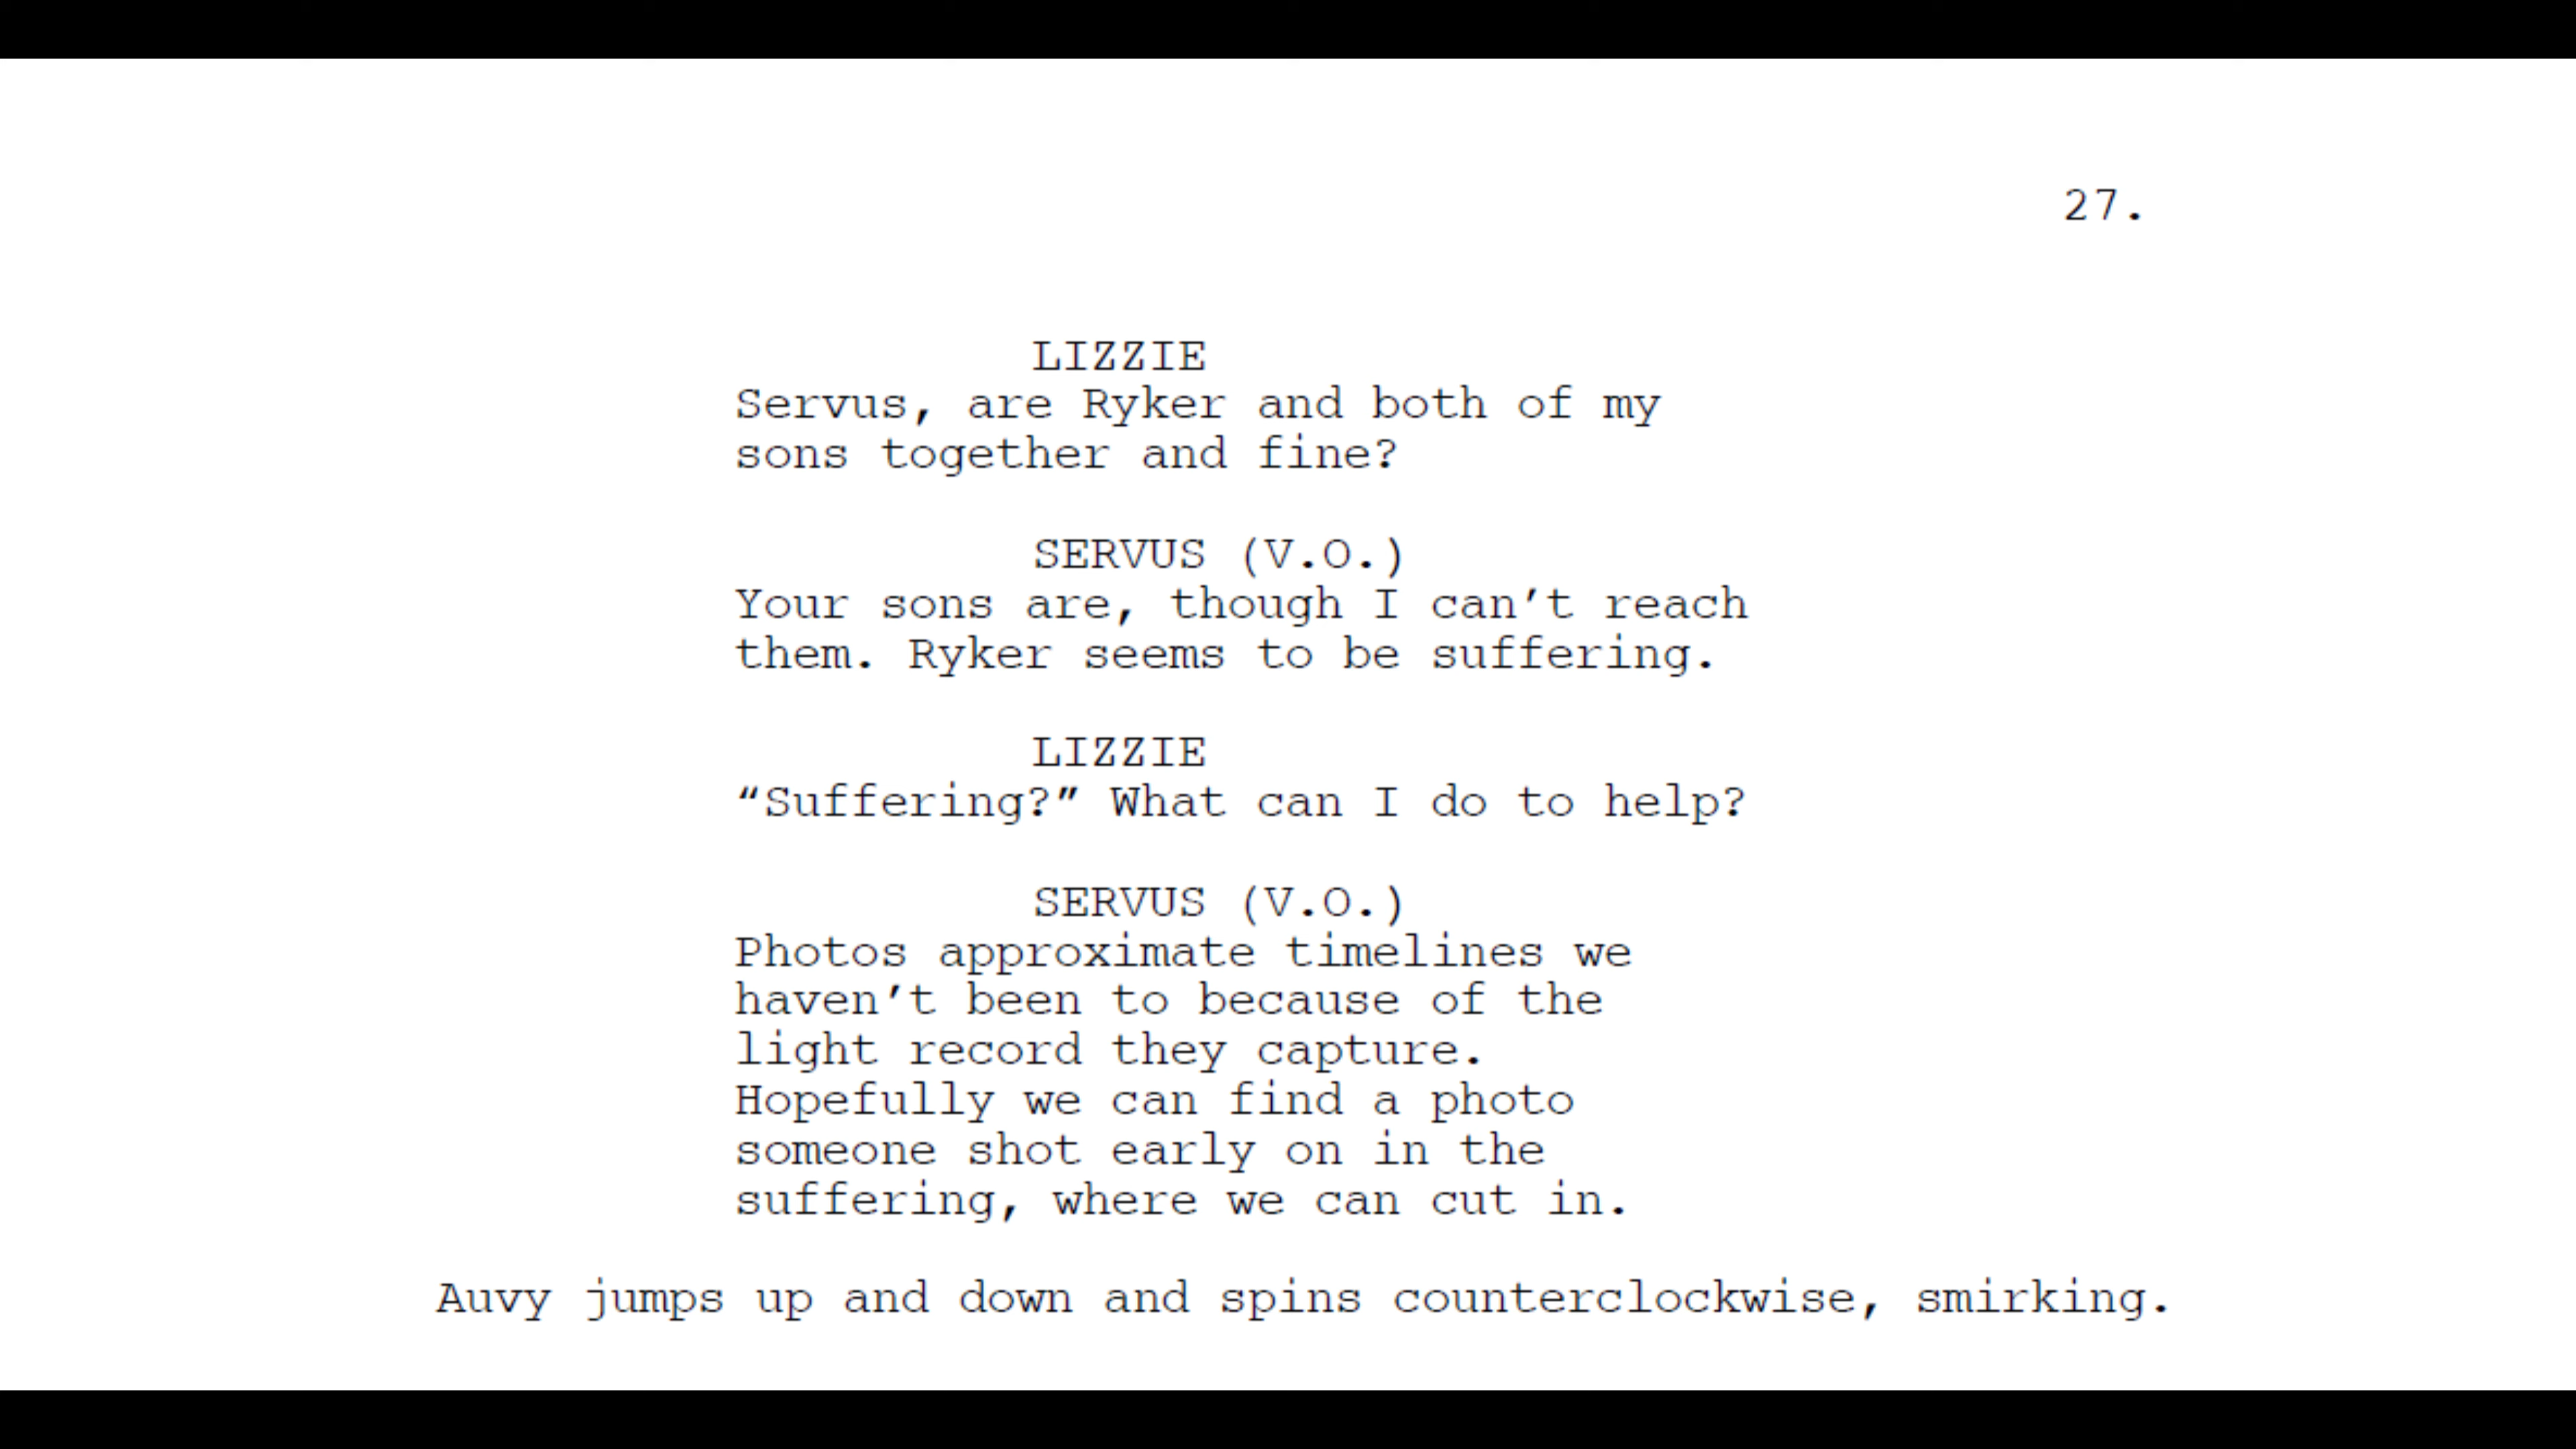 27.
LIZZIE
Servus, are Ryker and both of my
sons together and fine?
SERVUS (V.O.)
Your sons are, though I can’t reach
them. Ryker seems to be suffering.
LIZZIE
“Suffering?” What can I do to help?
SERVUS (V.O.)
Photos approximate timelines we
haven’t been to because of the
light record they capture.
Hopefully we can find a photo
someone shot early on in the
suffering, where we can cut in.
Auvy jumps up and down and spins counterclockwise, smirking.